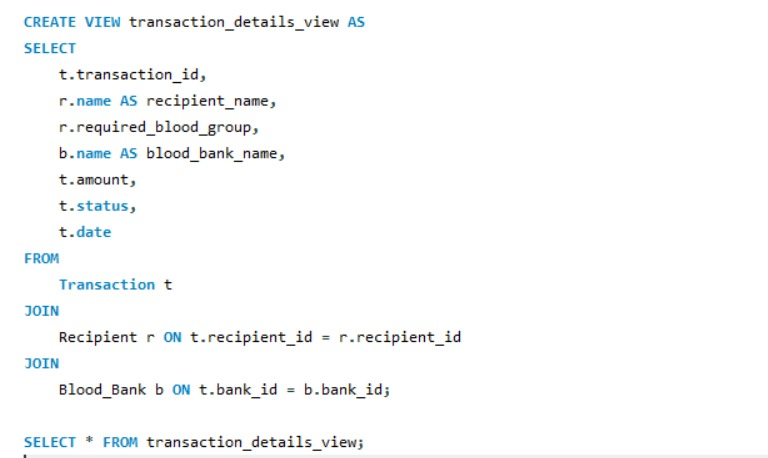 CREATE VIEW transaction_details_view AS
SELECT
    t.transaction_id,
    r.name AS recipient_name,
    r.required_blood_group,
    b.name AS blood_bank_name,
    t.amount,
    t.status,
    t.date
FROM
    Transaction t
JOIN
    Recipient r ON t.recipient_id = r.recipient_id
JOIN
    Blood_Bank b ON t.bank_id = b.bank_id;

SELECT * FROM transaction_details_view;